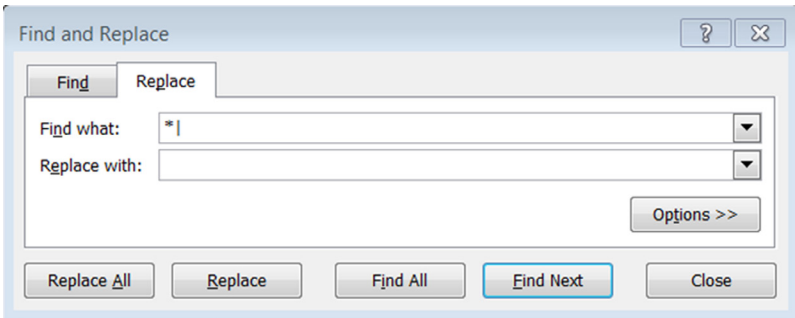 Find and Replace
Find Replace
Find what: *|
Replace with:
Options >>
Replace All Replace Find All Find Next Close